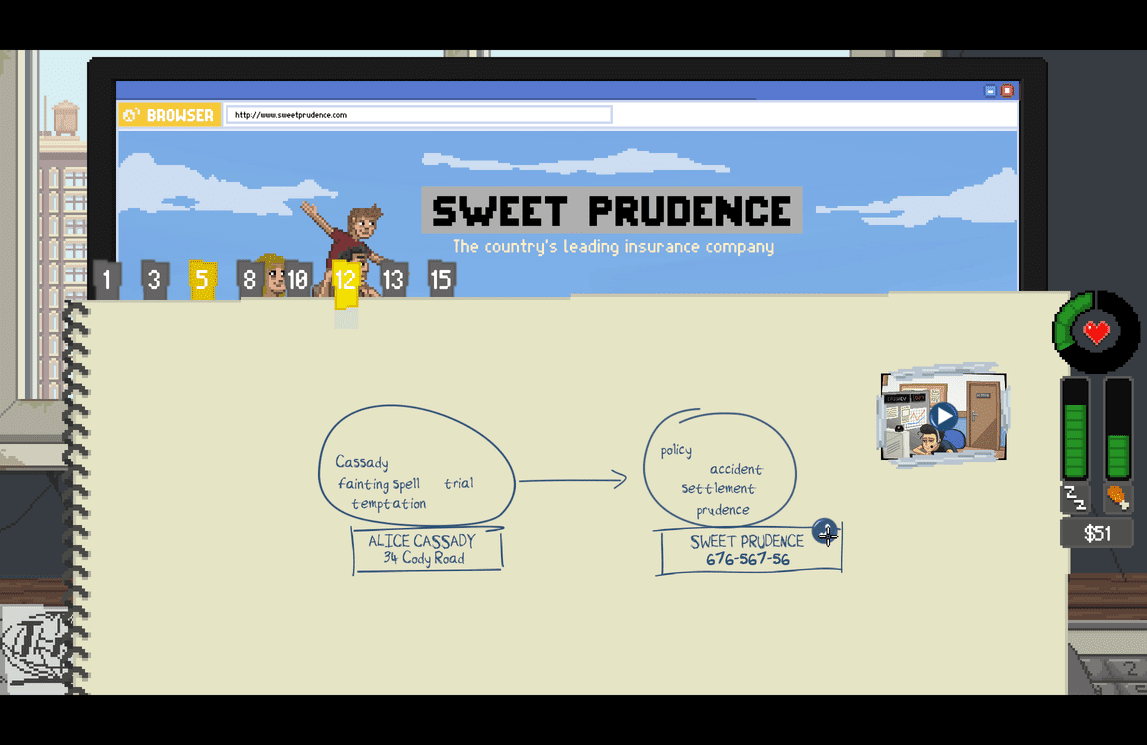 BROWSER
http://www.sweetprudence.com
SWEET PRUDENCE
The country's leading insurance company
1 3 5 8 10 12 13 15
Cassady
fainting spell trial
temptation
ALICE CASSADY
34 Cody Road
policy
accident
settlement
prudence
SWEET PRUDENCE
676-567-56
$51